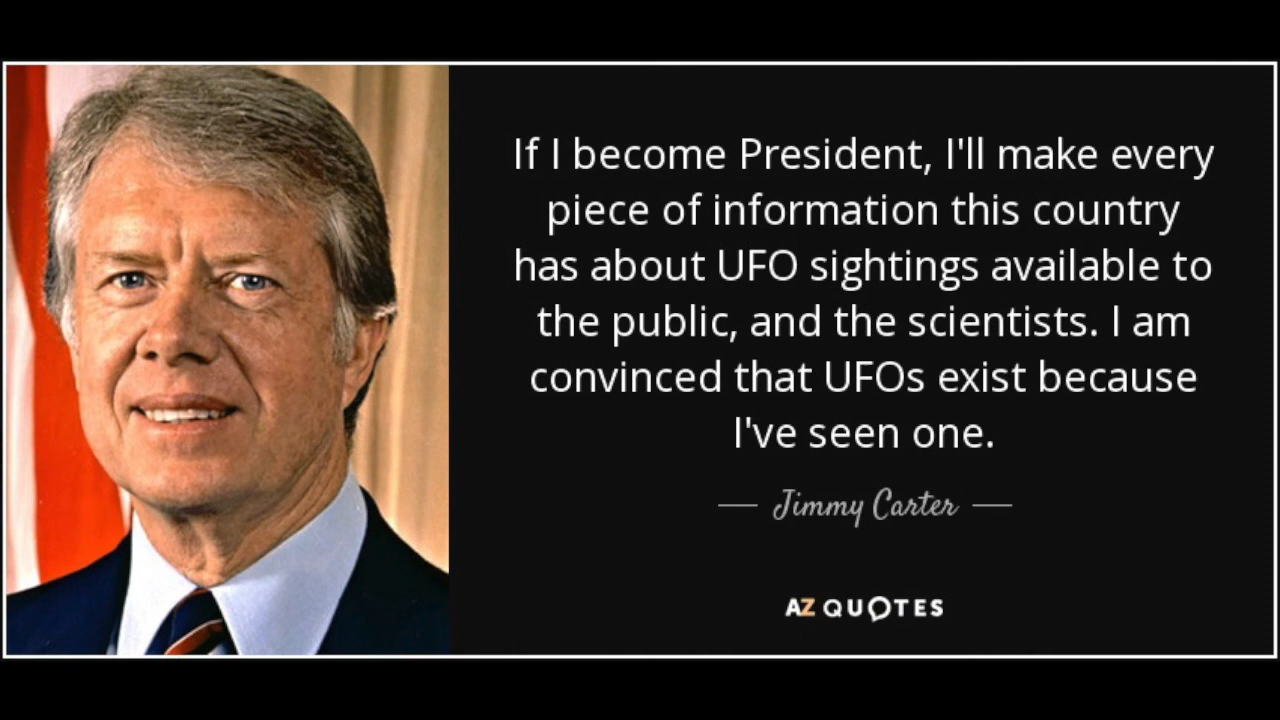 If I become President, I'll make every
piece of information this country
has about UFO sightings available to
the public, and the scientists. I am
convinced that UFOs exist because
I've seen one.
Jimmy Carter
AZ QUOTES